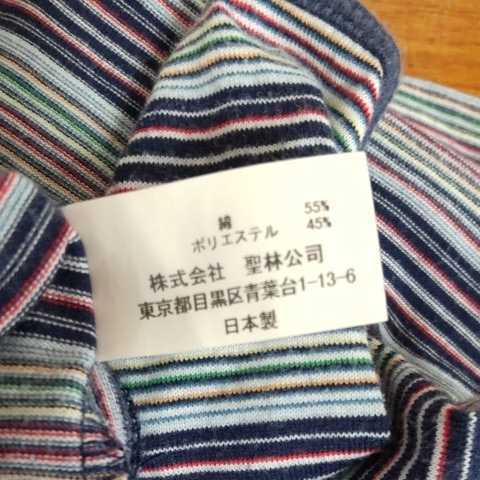 綿 55%
ポリエステル 45%
株式会社 聖林公司
東京都目黒区青葉台1-13-6
日本製